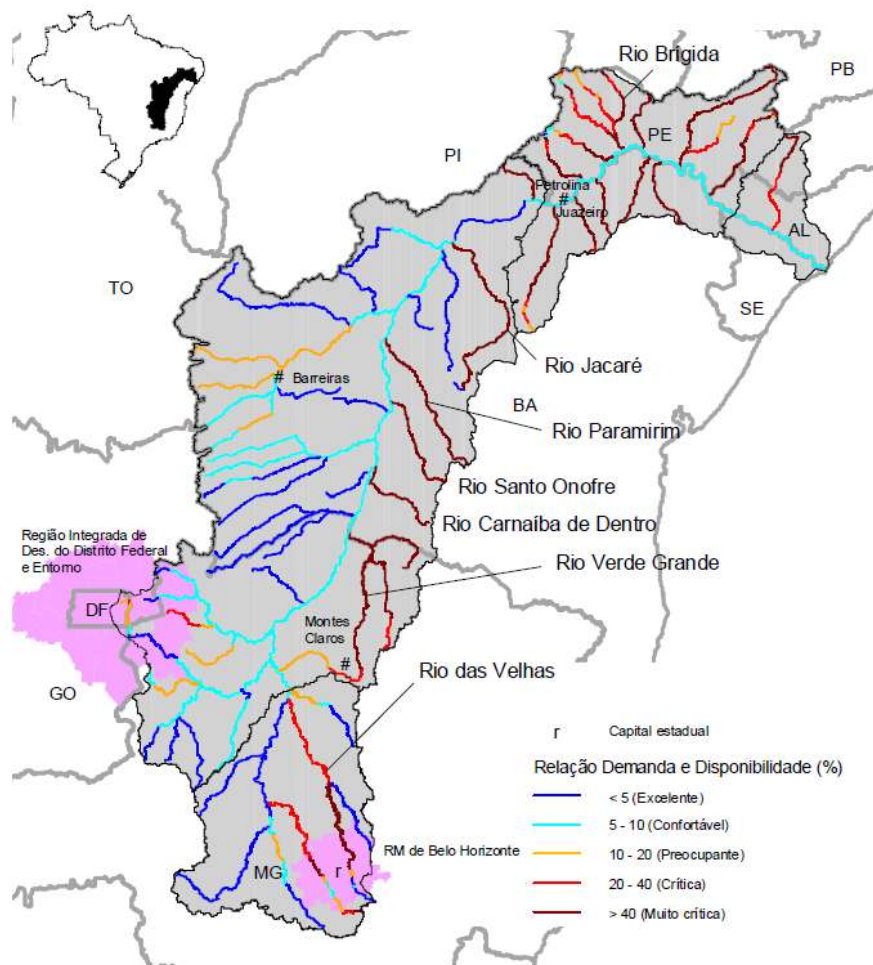 Rio Brígida
PB
PE
PI
Petrolina
#
Juazeiro
AL
TO
SE
Rio Jacaré
# Barreiras
BA
Rio Paramirim
Rio Santo Onofre
Rio Carnaíba de Dentro
Região Integrada de
Des. do Distrito Federal
e Entorno
Rio Verde Grande
DF
Montes
Claros
#
Rio das Velhas
GO
r Capital estadual
Relação Demanda e Disponibilidade (%)
< 5 (Excelente)
5 - 10 (Confortável)
RM de Belo Horizonte
10 - 20 (Preocupante)
MG
r
20 - 40 (Crítica)
> 40 (Muito crítica)